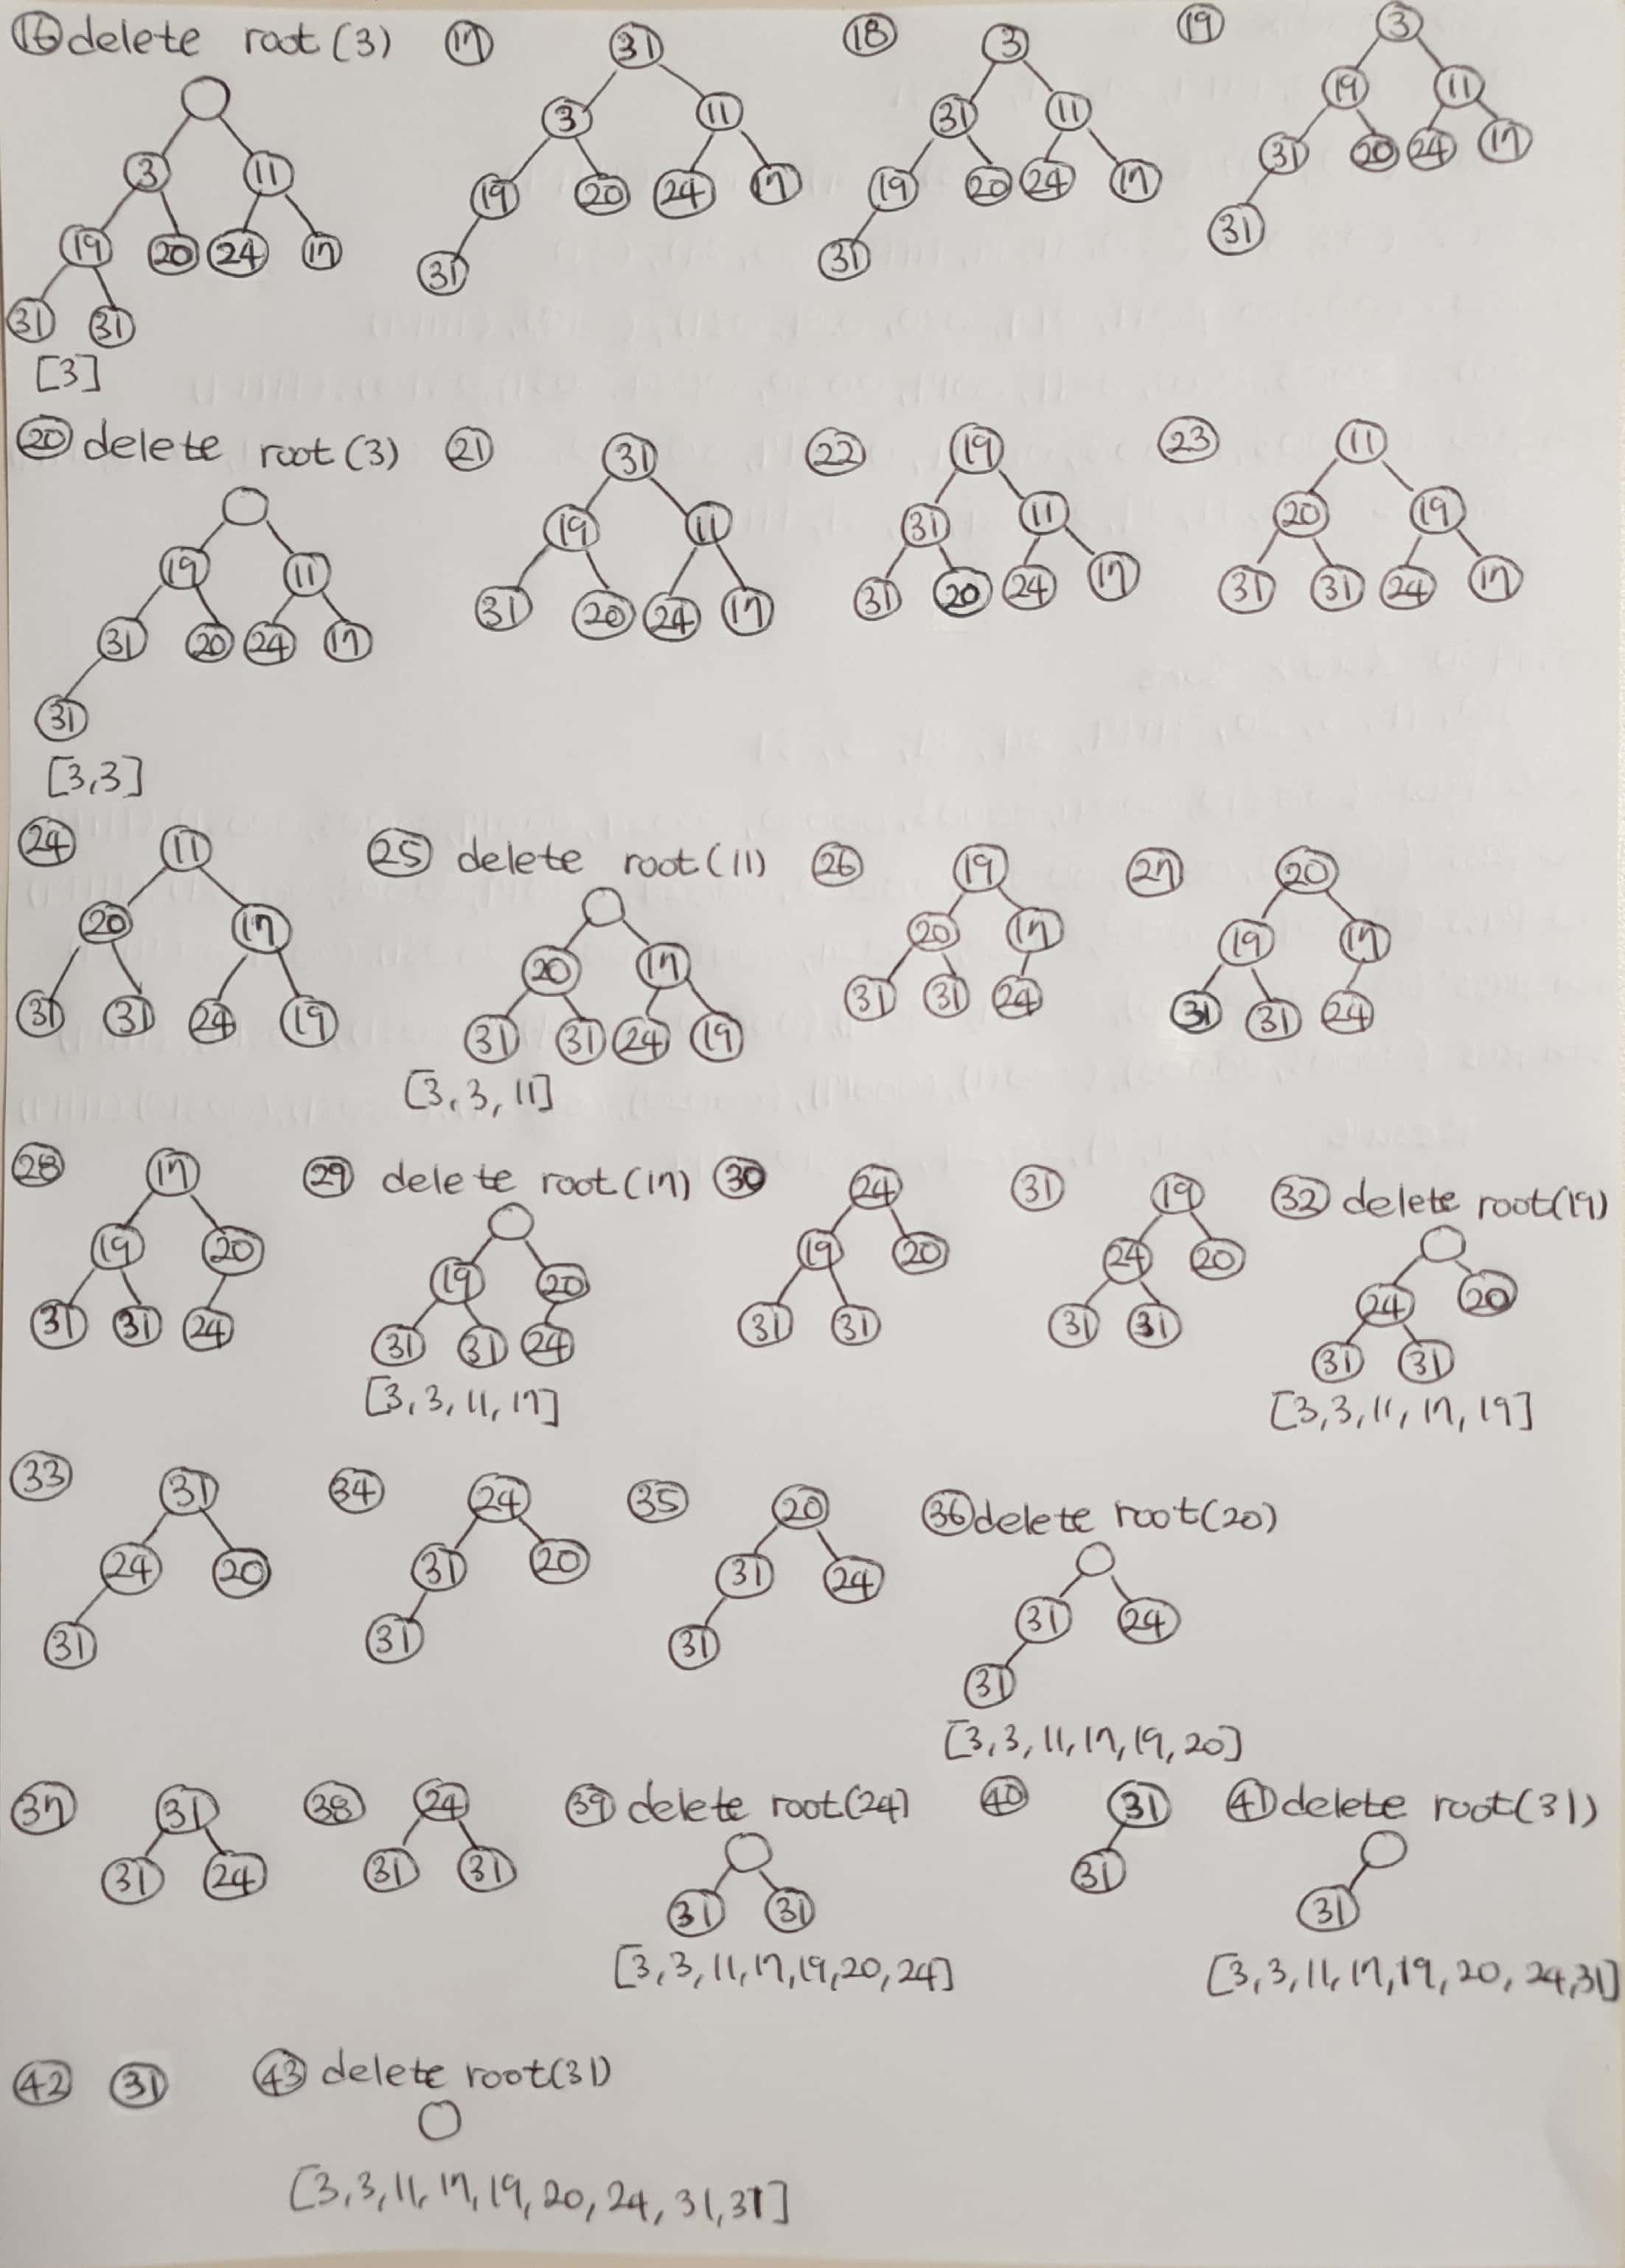 ⑯ delete root (3) ⑰ 31 ⑱ 3 ⑲ 3
3 11 3 11 31 11 19 11
19 20 24 17 19 20 24 17 19 20 24 17 31 20 24 17
31 31 31 31 31
[3]
⑳ delete root (3) ㉑ 31 ㉒ 19 ㉓ 11
19 11 19 11 31 11 20 19
31 20 24 17 31 20 24 17 31 20 24 17 31 31 24 17
31
[3,3]
㉔ 11 ㉕ delete root (11) ㉖ 19 ㉗ 20
20 17 20 17 20 17 19 17
31 31 24 19 31 31 24 19 31 31 24 31 31 24
[3, 3, 11]
㉘ 17 ㉙ delete root (17) ㉚ 24 ㉛ 19 ㉜ delete root(19)
19 20 19 20 19 20 24 20 24 20
31 31 24 31 31 24 31 31 31 31 31 31
[3, 3, 11, 17] [3,3,11, 17, 19]
㉝ 31 ㉞ 24 ㉟ 20 ㊱ delete root(20)
24 20 31 20 31 24 31 24
31 31 31 31
[3,3, 11, 17, 19, 20]
㊲ 31 ㊳ 24 ㊴ delete root(24) ㊵ 31 ㊶ delete root(31)
31 24 31 31 31 31 31 31
[3,3,11,17,19,20,24] [3,3,11,17,19,20,24,31]
㊷ 31 ㊸ delete root(31)
[3,3,11, 17, 19, 20, 24, 31,31]